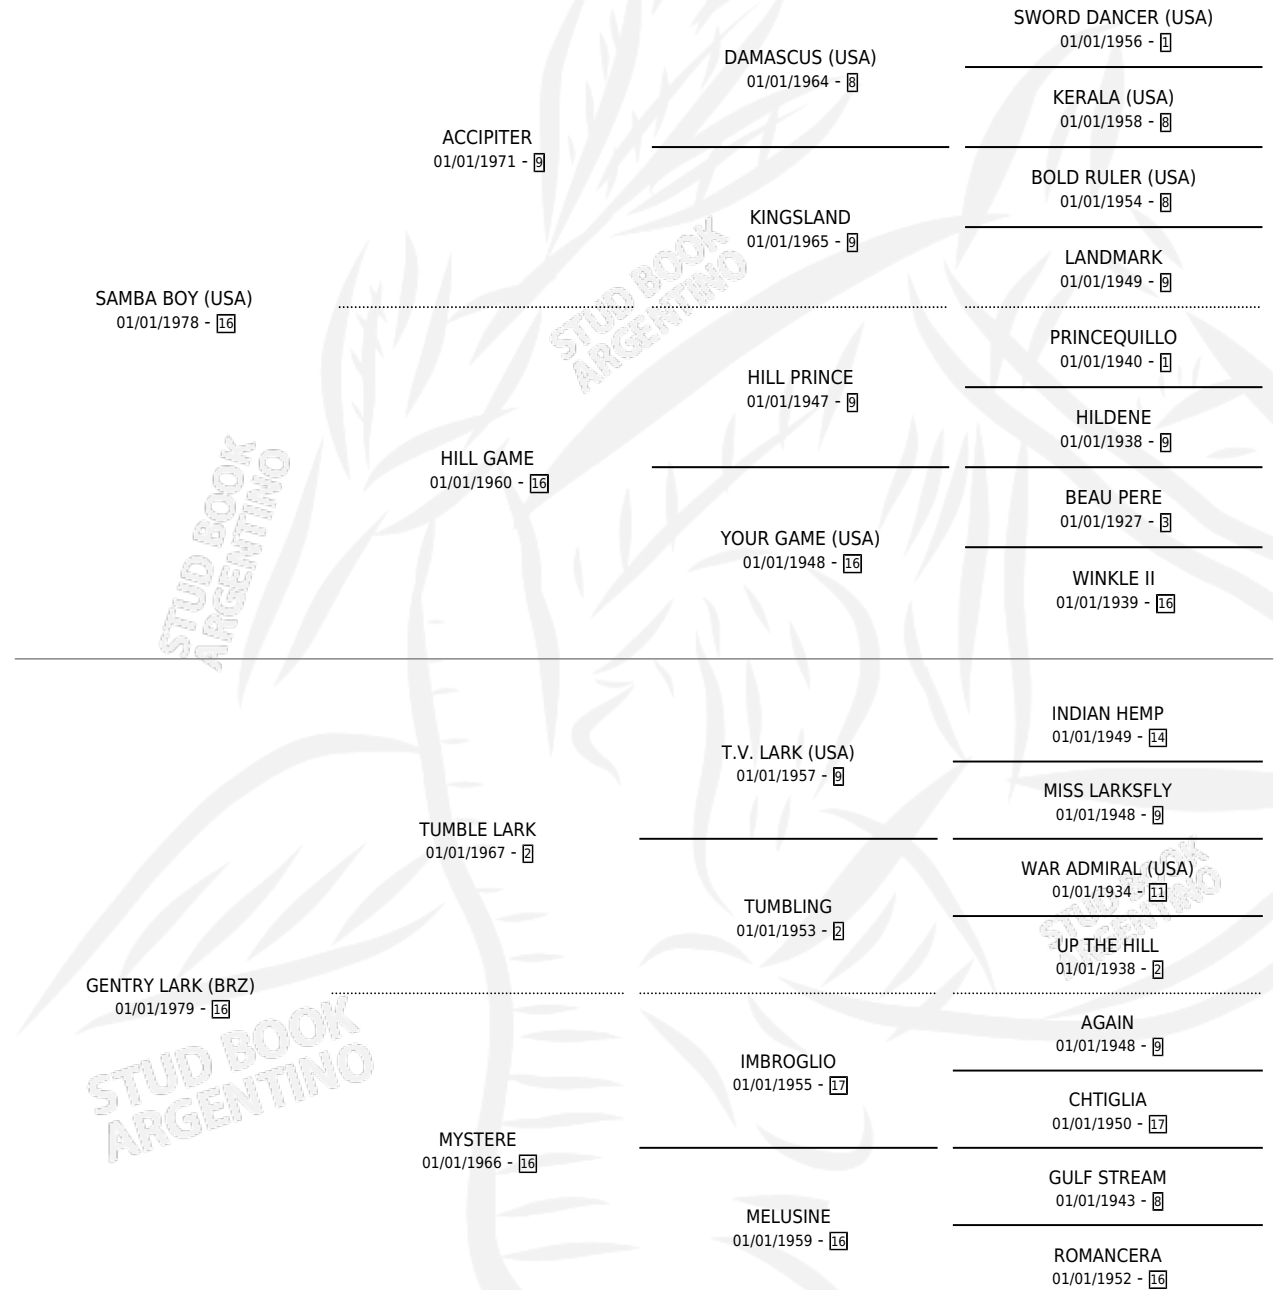 SWORD DANCER (USA)
01/01/1956 - 1
DAMASCUS (USA)
01/01/1964 - 8
KERALA (USA)
01/01/1958 - 8
ACCIPITER
01/01/1971 - 9
BOLD RULER (USA)
01/01/1954 - 8
KINGSLAND
01/01/1965 - 9
LANDMARK
01/01/1949 - 9
SAMBA BOY (USA)
01/01/1978 - 16
PRINCEQUILLO
01/01/1940 - 1
HILL PRINCE
01/01/1947 - 9
HILDENE
01/01/1938 - 9
HILL GAME
01/01/1960 - 16
BEAU PERE
01/01/1927 - 3
YOUR GAME (USA)
01/01/1948 - 16
WINKLE II
01/01/1939 - 16
INDIAN HEMP
01/01/1949 - 14
T.V. LARK (USA)
01/01/1957 - 9
MISS LARKSFLY
01/01/1948 - 9
TUMBLE LARK
01/01/1967 - 2
WAR ADMIRAL (USA)
01/01/1934 - 11
TUMBLING
01/01/1953 - 2
UP THE HILL
01/01/1938 - 2
GENTRY LARK (BRZ)
01/01/1979 - 16
AGAIN
01/01/1948 - 9
IMBROGLIO
01/01/1955 - 17
CHTIGLIA
01/01/1950 - 17
MYSTERE
01/01/1966 - 16
GULF STREAM
01/01/1943 - 8
MELUSINE
01/01/1959 - 16
ROMANCERA
01/01/1952 - 16
STUD BOOK
ARGENTINO
STUD BOOK
ARGENTINO
STUD BOOK
ARGENTINO
STUD BOOK
ARGENTINO